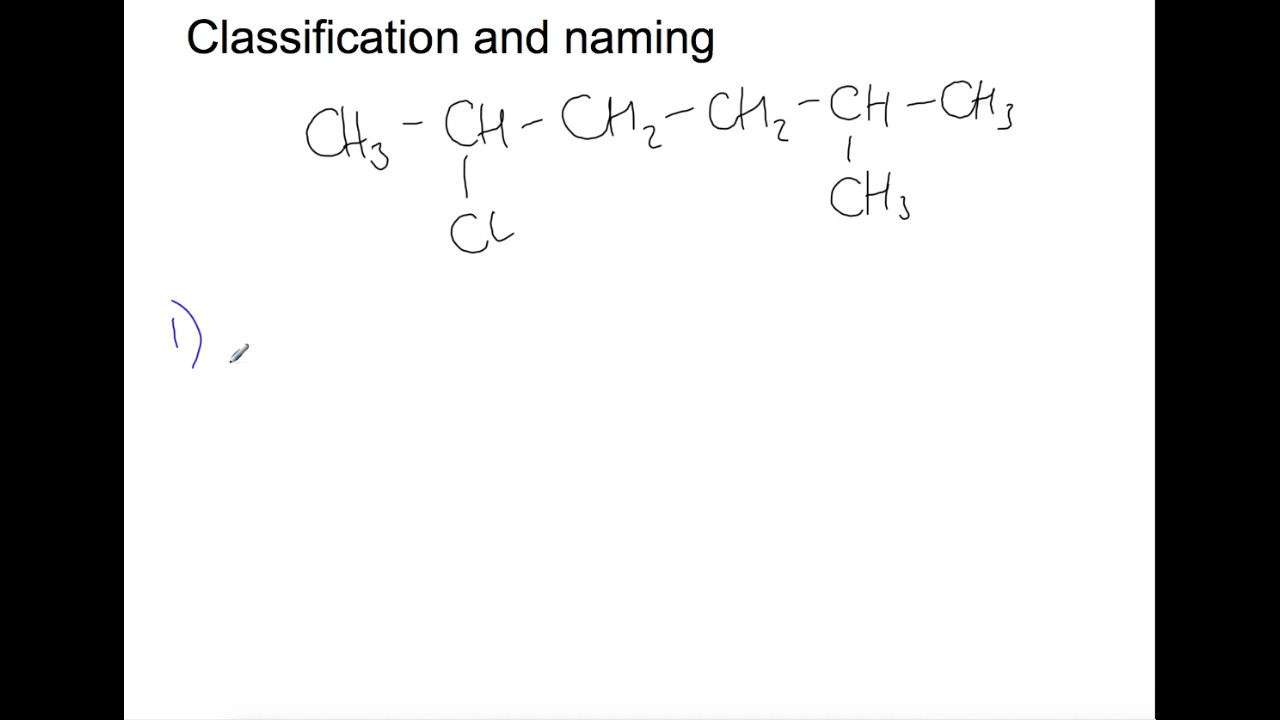 Classification and naming
CH₃ - CH - CH₂ - CH₂ - CH - CH₃
Cl CH₃
1)